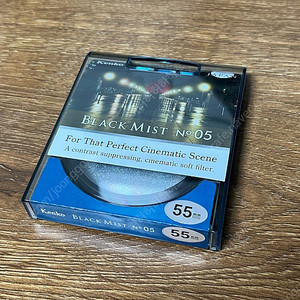 Kenko
BLACK MIST No 05
For That Perfect Cinematic Scene
A contrast suppressing, cinematic soft filter.
55mm
Kenko BLACK MIST No 05 55mm